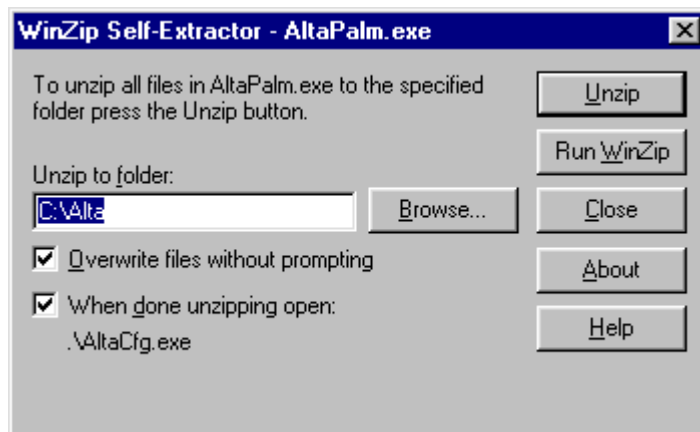 WinZip Self-Extractor - AltaPalm.exe
To unzip all files in AltaPalm.exe to the specified
folder press the Unzip button.
Unzip
Run WinZip
Unzip to folder:
C:\Alta
Browse...
Close
Overwrite files without prompting
About
When done unzipping open:
.\AltaCfg.exe
Help